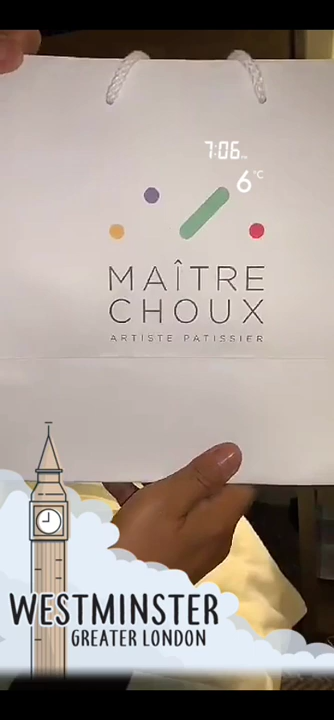 7:06
6°C
MAÎTRE
CHOUX
ARTISTE PATISSIER
WESTMINSTER
GREATER LONDON